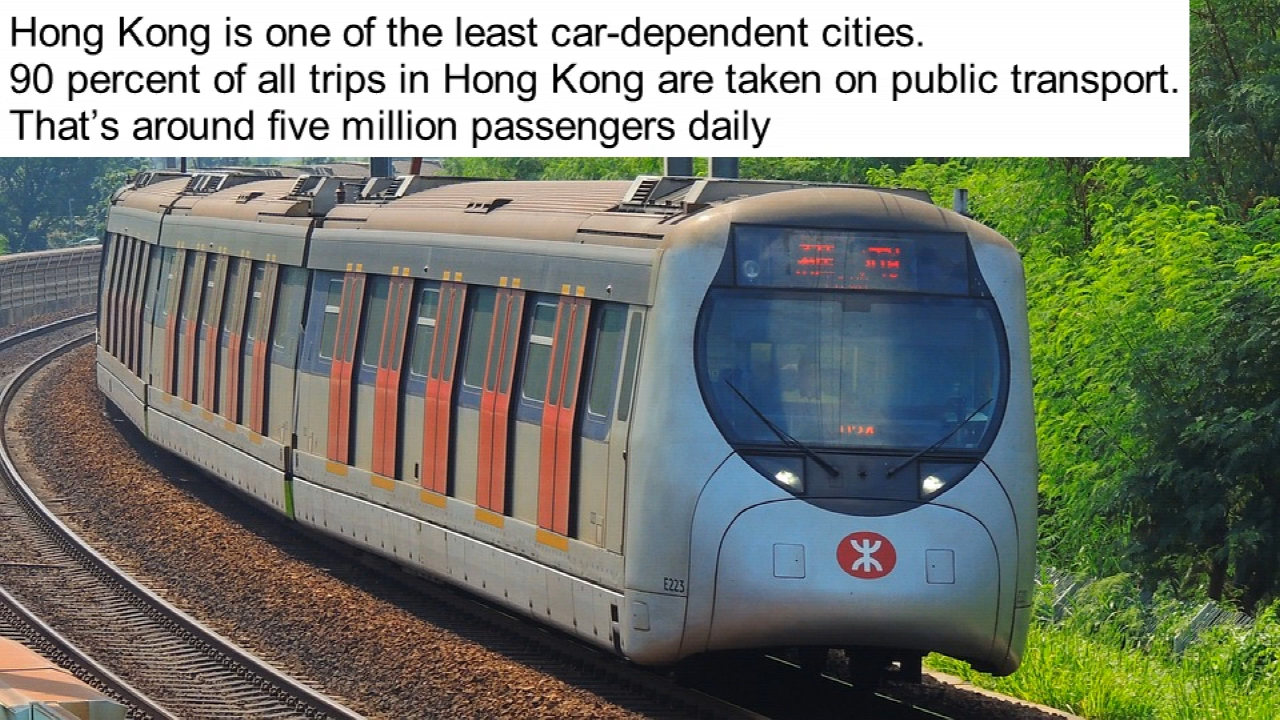 Hong Kong is one of the least car-dependent cities.
90 percent of all trips in Hong Kong are taken on public transport.
That’s around five million passengers daily
E223